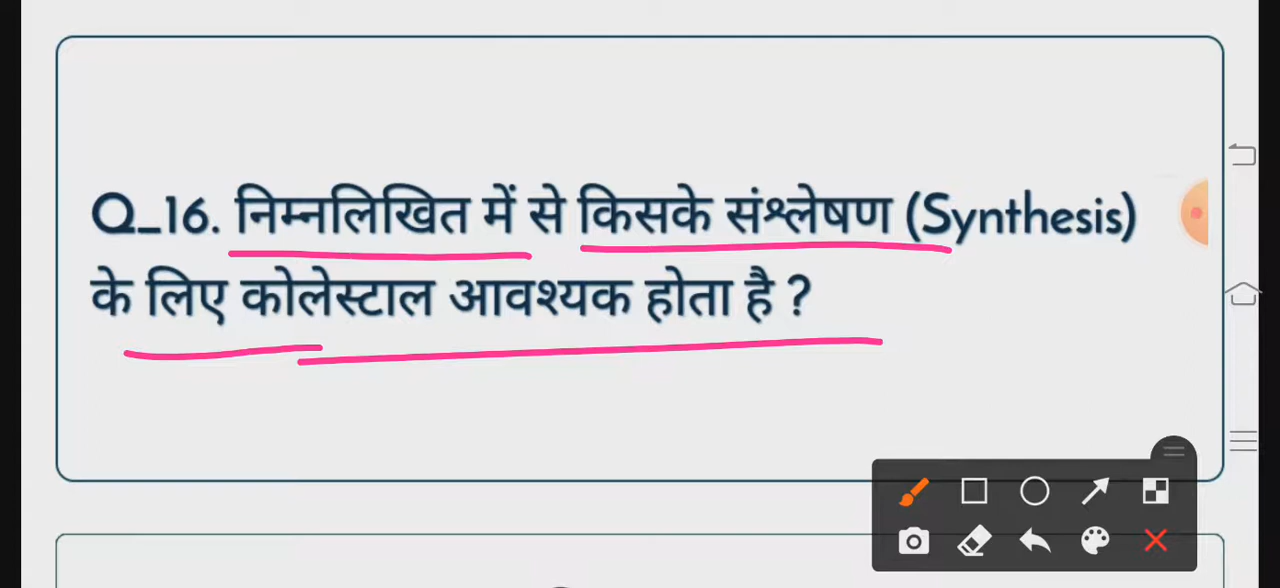 Q_16. निम्नलिखित में से किसके संश्लेषण (Synthesis)
के लिए कोलेस्टाल आवश्यक होता है ?